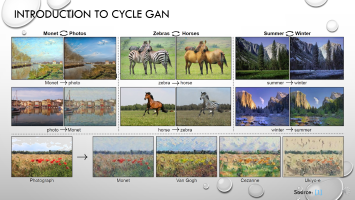 INTRODUCTION TO CYCLE GAN
Monet Photos
Zebras Horses
Summer Winter
Monet → photo
zebra → horse
summer → winter
photo → Monet
horse → zebra
winter → summer
Photograph
Monet
Van Gogh
Cezanne
Ukiyo-e
Source: